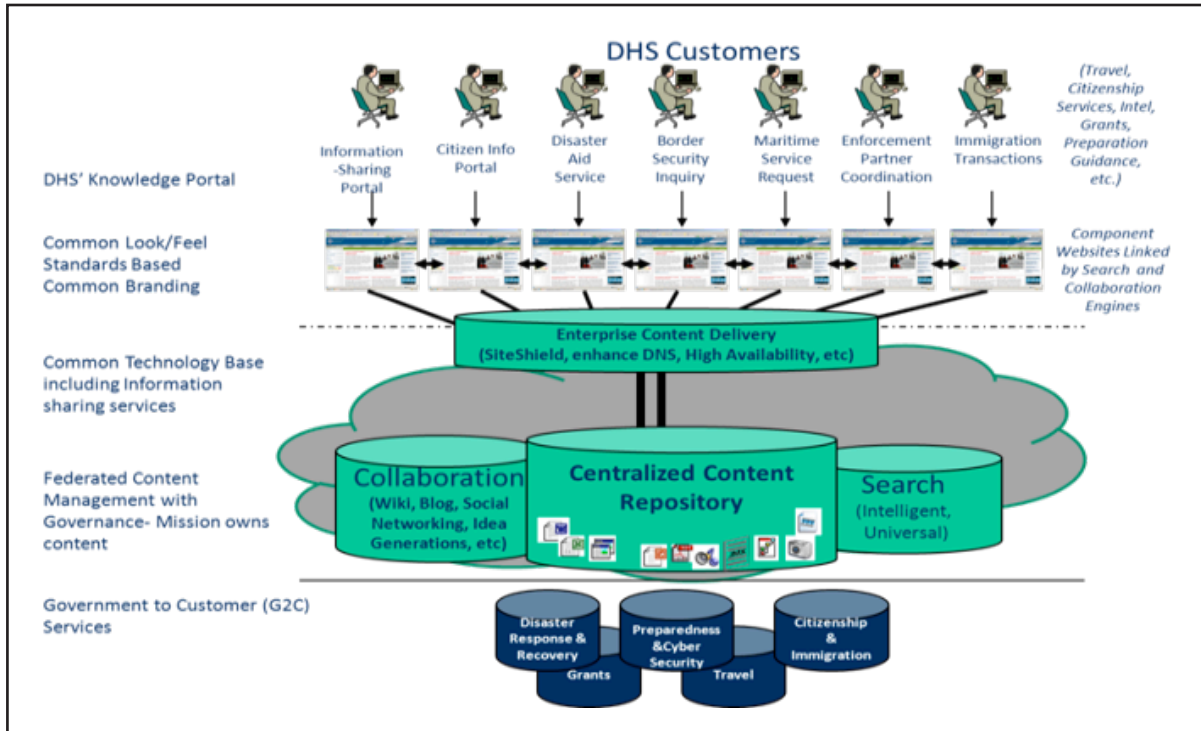 DHS Customers
Information
-Sharing
Portal
Citizen Info
Portal
Disaster
Aid
Service
Border
Security
Inquiry
Maritime
Service
Request
Enforcement
Partner
Coordination
Immigration
Transactions
(Travel,
Citizenship
Services, Intel,
Grants,
Preparation
Guidance,
etc.)
DHS' Knowledge Portal
Common Look/Feel
Standards Based
Common Branding
Component
Websites Linked
by Search and
Collaboration
Engines
Enterprise Content Delivery
(SiteShield, enhance DNS, High Availability, etc)
Common Technology Base
including Information
sharing services
Federated Content
Management with
Governance- Mission owns
content
Collaboration
(Wiki, Blog, Social
Networking, Idea
Generations, etc)
Centralized Content
Repository
Search
(Intelligent,
Universal)
Government to Customer (G2C)
Services
Disaster
Response &
Recovery
Grants
Preparedness
&Cyber
Security
Travel
Citizenship
&
Immigration